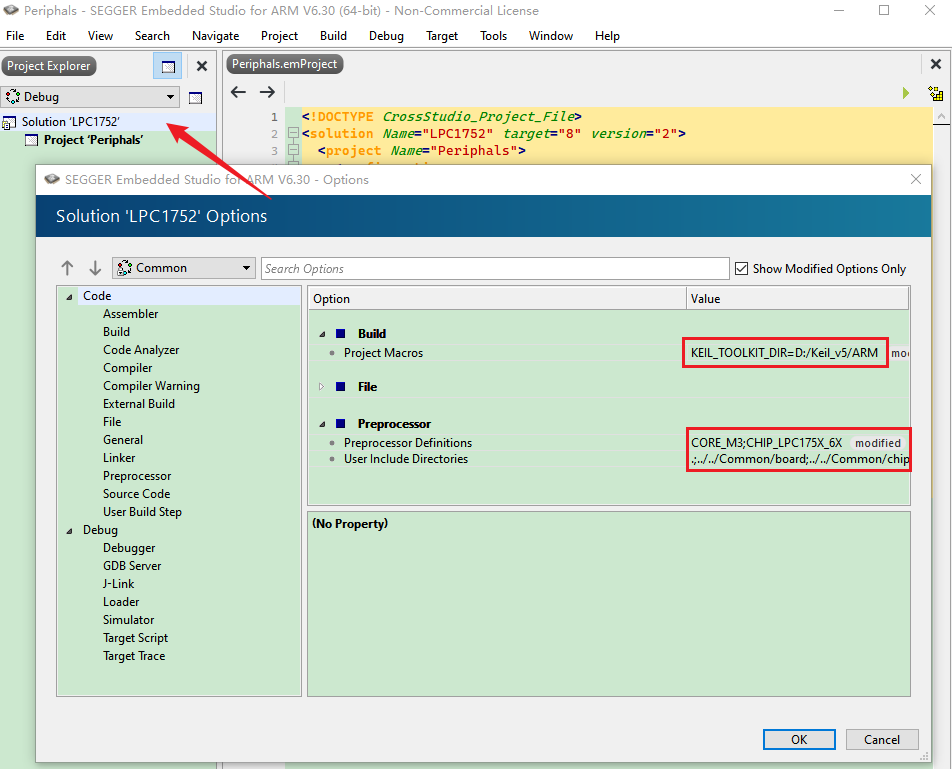 Periphals - SEGGER Embedded Studio for ARM V6.30 (64-bit) - Non-Commercial License
File Edit View Search Navigate Project Build Debug Target Tools Window Help
Project Explorer
Periphals.emProject
Debug
Solution 'LPC1752'
Project 'Periphals'
1 <!DOCTYPE CrossStudio_Project_File>
2 <solution Name="LPC1752" target="8" version="2">
3 <project Name="Periphals">
SEGGER Embedded Studio for ARM V6.30 - Options
Solution 'LPC1752' Options
Common
Search Options
Show Modified Options Only
Code
Assembler
Build
Code Analyzer
Compiler
Compiler Warning
External Build
File
General
Linker
Preprocessor
Source Code
User Build Step
Debug
Debugger
GDB Server
J-Link
Loader
Simulator
Target Script
Target Trace
Option Value
Build
Project Macros KEIL_TOOLKIT_DIR=D:/Keil_v5/ARM
File
Preprocessor
Preprocessor Definitions CORE_M3;CHIP_LPC175X_6X modified
User Include Directories .;../../Common/board;../../Common/chip
(No Property)
OK Cancel